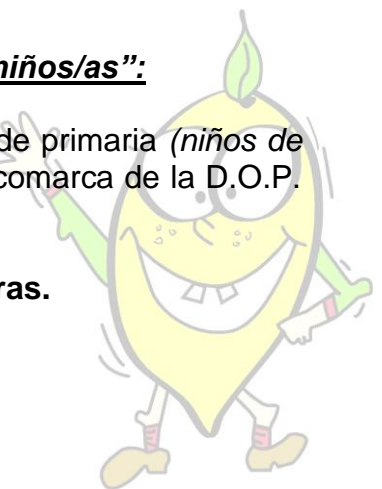 niños/as”:
de primaria (niños de
comarca de la D.O.P.
ras.